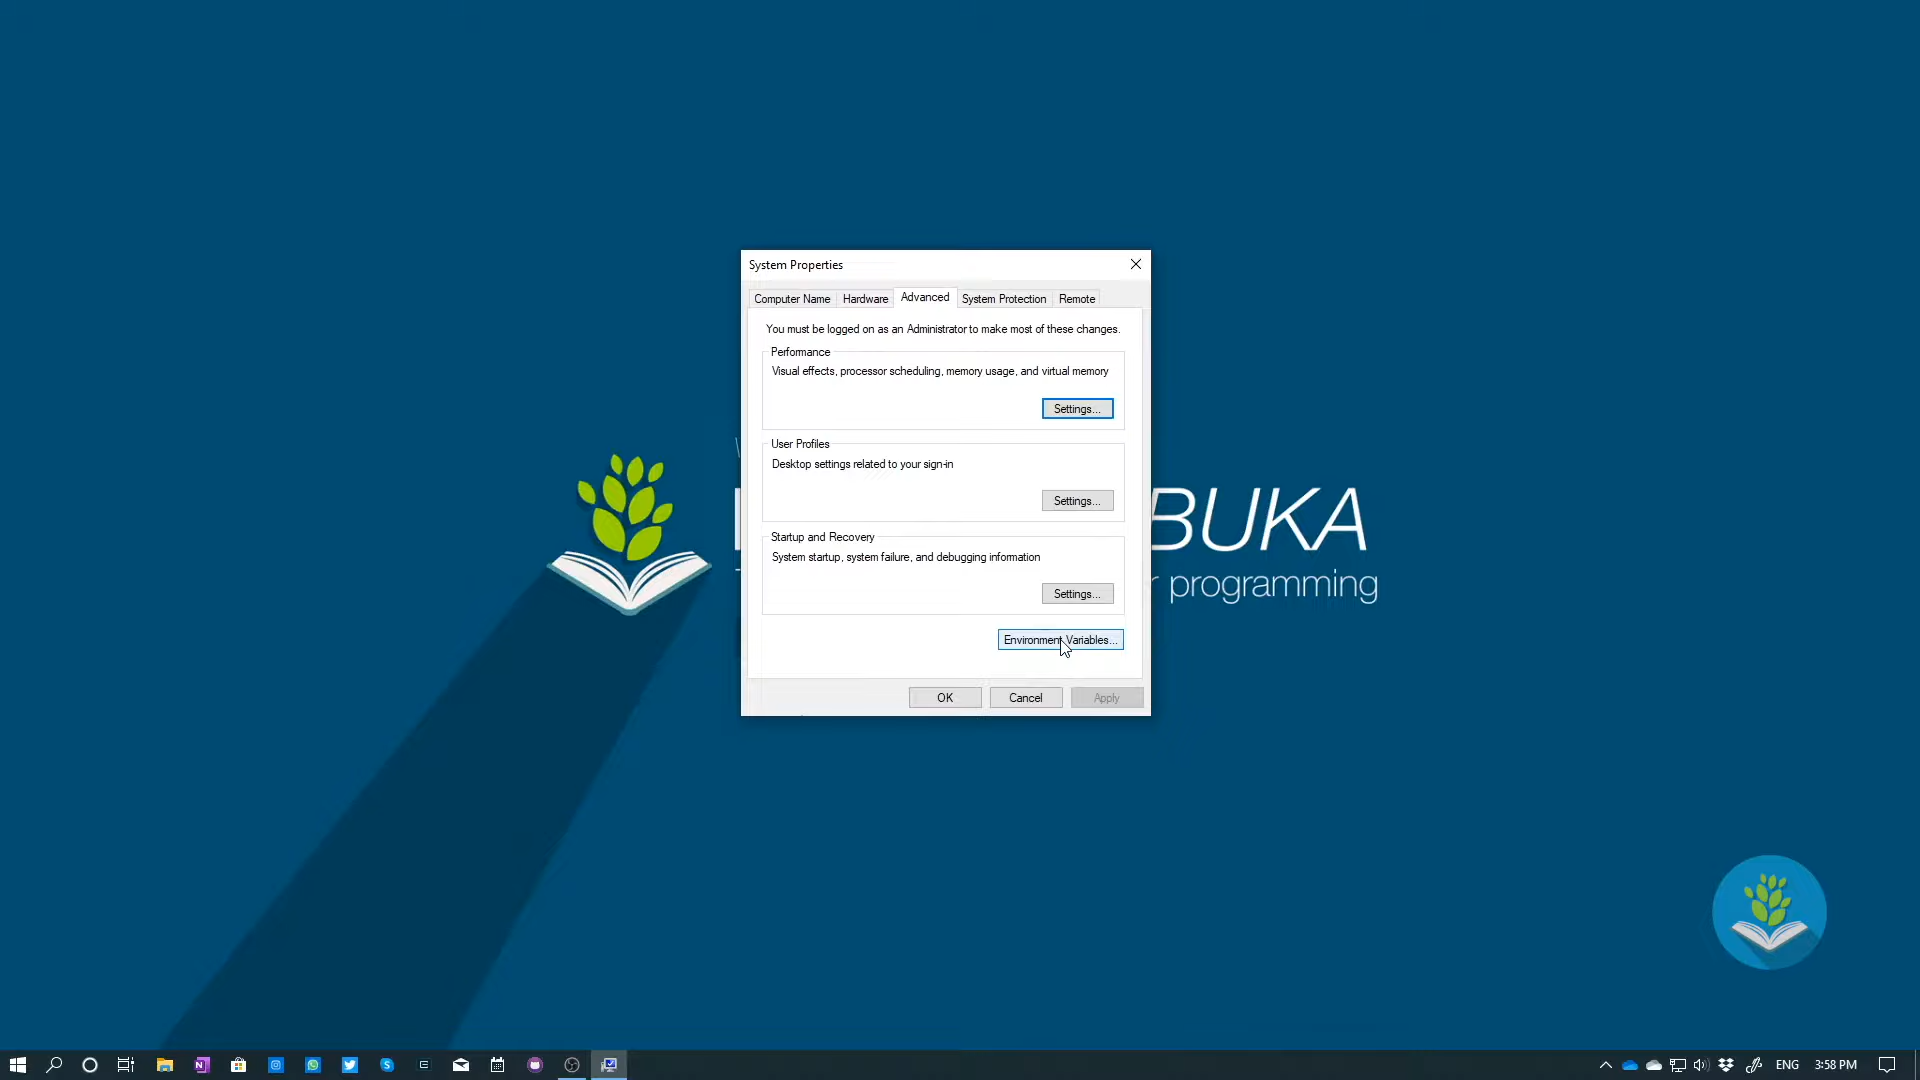 System Properties
Computer Name
Hardware
Advanced
System Protection
Remote
You must be logged on as an Administrator to make most of these changes.
Performance
Visual effects, processor scheduling, memory usage, and virtual memory
Settings...
User Profiles
Desktop settings related to your sign-in
Settings...
Startup and Recovery
System startup, system failure, and debugging information
Settings...
Environment Variables...
OK
Cancel
Apply
BUKA
programming
ENG
3:58 PM